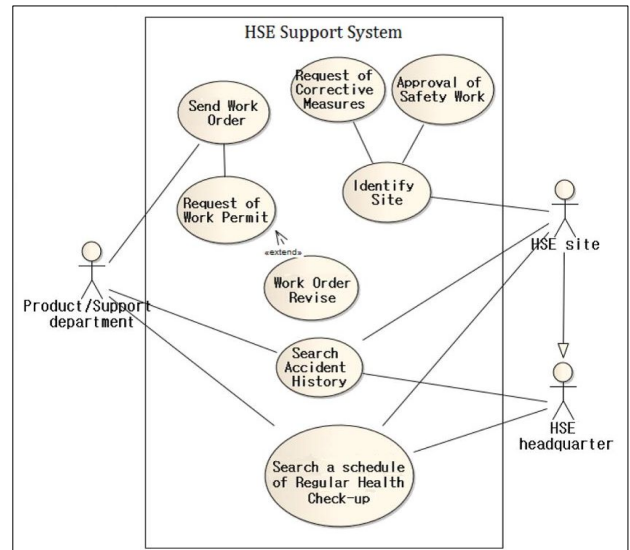 HSE Support System
Request of
Corrective
Measures
Approval of
Safety Work
Send Work
Order
Identify
Site
Request of
Work Permit
«extend»
HSE site
Work Order
Revise
Product/Support
department
Search
Accident
History
HSE
headquarter
Search a schedule
of Regular Health
Check-up